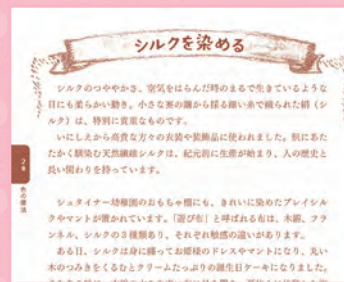 シルクを染める
シルクのつややかさ、空気をはらんだ時のまるで生きているような
目にも柔らかい動き。小さな蚕の繭から採る細い糸で織られた絹（シ
ルク）は、特別に貴重なものです。
いにしえから高貴な方々の衣装や装飾品に使われました。肌にあた
たかく馴染む天然繊維シルクは、紀元前に生産が始まり、人の歴史と
長い関わりを持っています。
2章
色の魔法
シュタイナー幼稚園のおもちゃ棚にも、きれいに染めたプレイシル
クやマントが置かれています。「遊び布」と呼ばれる布は、木綿、フラ
ンネル、シルクの3種類あり、それぞれ触感の違いがあります。
ある日、シルクは身に纏ってお姫様のドレスやマントになり、丸い
木のつみきをくるむとクリームたっぷりの誕生日ケーキになりました。